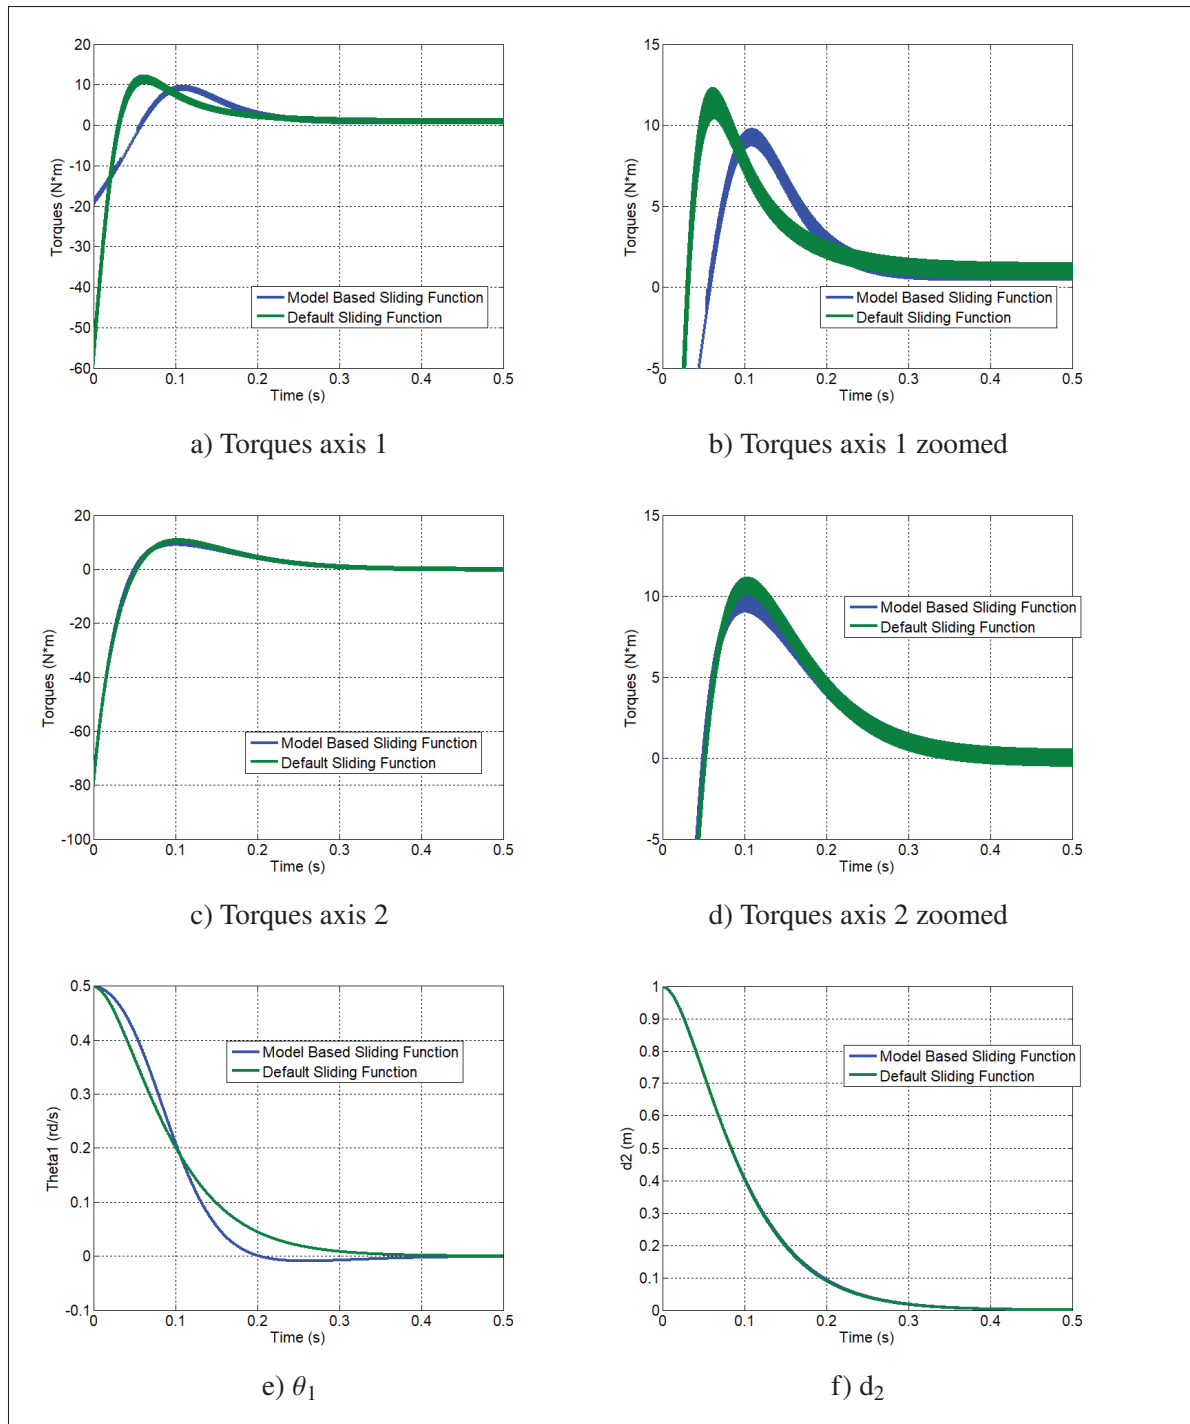 20
10
0
-10
-20
-30
-40
-50
-60
Torques (N*m)
0 0.1 0.2 0.3 0.4 0.5
Time (s)
Model Based Sliding Function
Default Sliding Function
a) Torques axis 1
15
10
5
0
-5
Torques (N*m)
0 0.1 0.2 0.3 0.4 0.5
Time (s)
Model Based Sliding Function
Default Sliding Function
b) Torques axis 1 zoomed
20
0
-20
-40
-60
-80
-100
Torques (N*m)
0 0.1 0.2 0.3 0.4 0.5
Time (s)
Model Based Sliding Function
Default Sliding Function
c) Torques axis 2
15
10
5
0
-5
Torques (N*m)
0 0.1 0.2 0.3 0.4 0.5
Time (s)
Model Based Sliding Function
Default Sliding Function
d) Torques axis 2 zoomed
0.5
0.4
0.3
0.2
0.1
0
-0.1
Theta1 (rd/s)
0 0.1 0.2 0.3 0.4 0.5
Time (s)
Model Based Sliding Function
Default Sliding Function
e) θ₁
1
0.9
0.8
0.7
0.6
0.5
0.4
0.3
0.2
0.1
0
d2 (m)
0 0.1 0.2 0.3 0.4 0.5
Time (s)
Model Based Sliding Function
Default Sliding Function
f) d₂